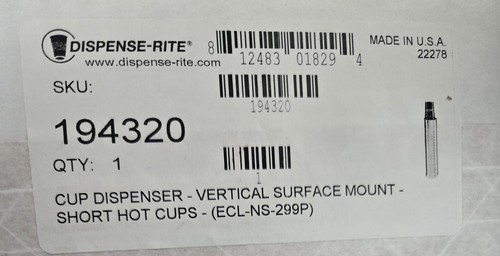 DISPENSE-RITE®
www.dispense-rite.com
8 12483 01829 4
MADE IN U.S.A.
22278
SKU:
194320
194320
QTY: 1
1
CUP DISPENSER - VERTICAL SURFACE MOUNT -
SHORT HOT CUPS - (ECL-NS-299P)